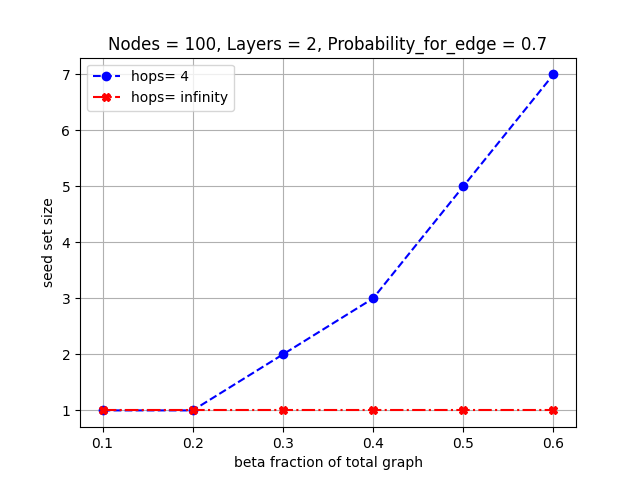 Nodes = 100, Layers = 2, Probability_for_edge = 0.7
hops= 4
hops= infinity
7
6
5
4
3
2
1
seed set size
0.1 0.2 0.3 0.4 0.5 0.6
beta fraction of total graph